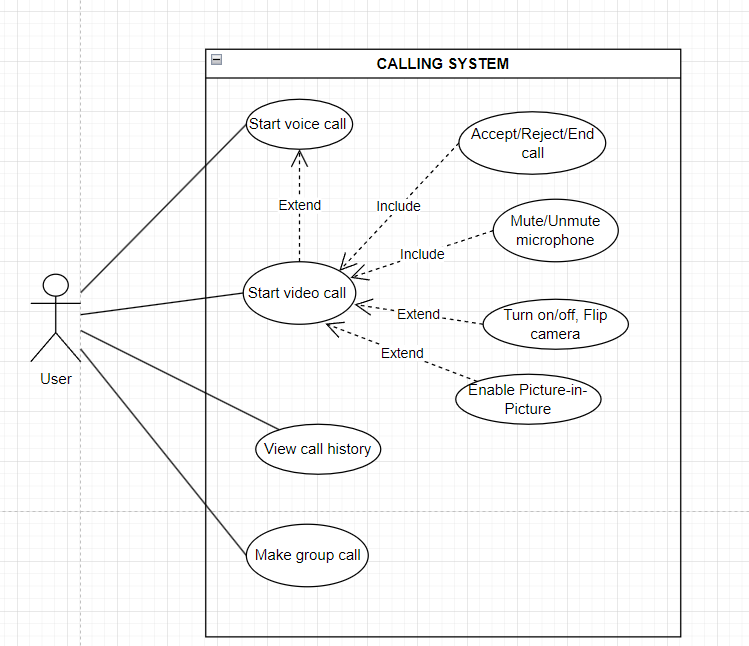 CALLING SYSTEM
Start voice call
Accept/Reject/End
call
Extend
Include
Mute/Unmute
microphone
Include
Start video call
Extend
Turn on/off, Flip
camera
Extend
User
Enable Picture-in-
Picture
View call history
Make group call